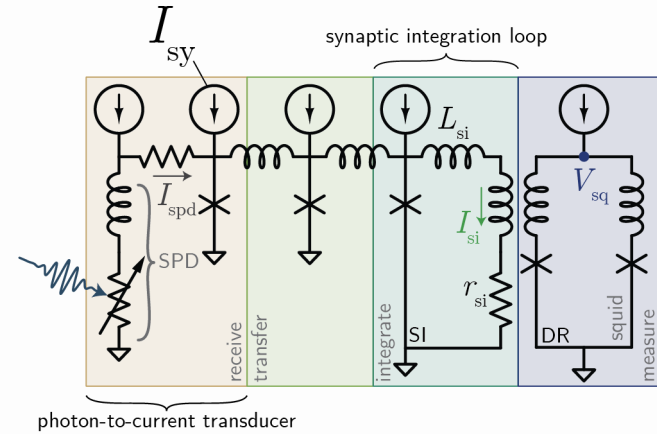 I_sy
synaptic integration loop
L_si
I_spd
V_sq
I_si
SPD
r_si
SI
DR
receive
transfer
integrate
squid
measure
photon-to-current transducer